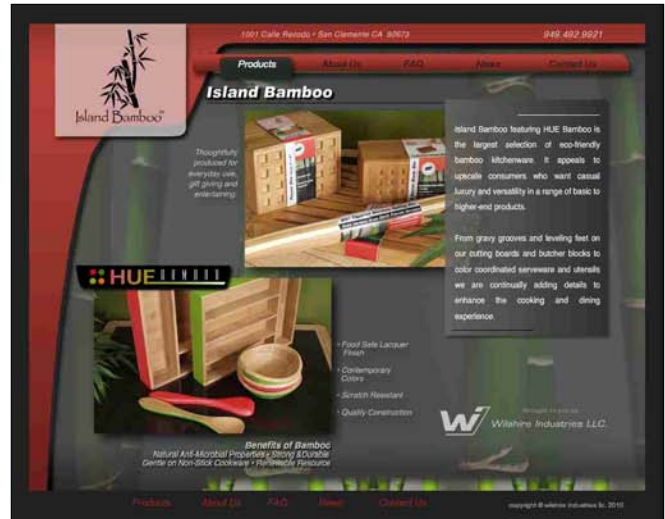 1001 Calle Recodo • San Clemente CA 92673
949.492.9921
Products About Us FAQ News Contact Us
Island Bamboo™
Island Bamboo
Thoughtfully
produced for
everyday use,
gift giving and
entertaining.
Island Bamboo featuring HUE Bamboo is
the largest selection of eco-friendly
bamboo kitchenware. It appeals to
upscale consumers who want casual
luxury and versatility in a range of basic to
higher-end products.
From gravy grooves and leveling feet on
our cutting boards and butcher blocks to
color coordinated serveware and utensils
we are continually adding details to
enhance the cooking and dining
experience.
HUE BAMBOO
• Food Safe Lacquer
Finish
• Contemporary
Colors
• Scratch Resistant
• Quality Construction
Brought to you by
Wilshire Industries LLC.
Benefits of Bamboo
Natural Anti-Microbial Properties • Strong & Durable
Gentle on Non-Stick Cookware • Renewable Resource
Products About Us FAQ News Contact Us
copyright © wilshire industries llc. 2010